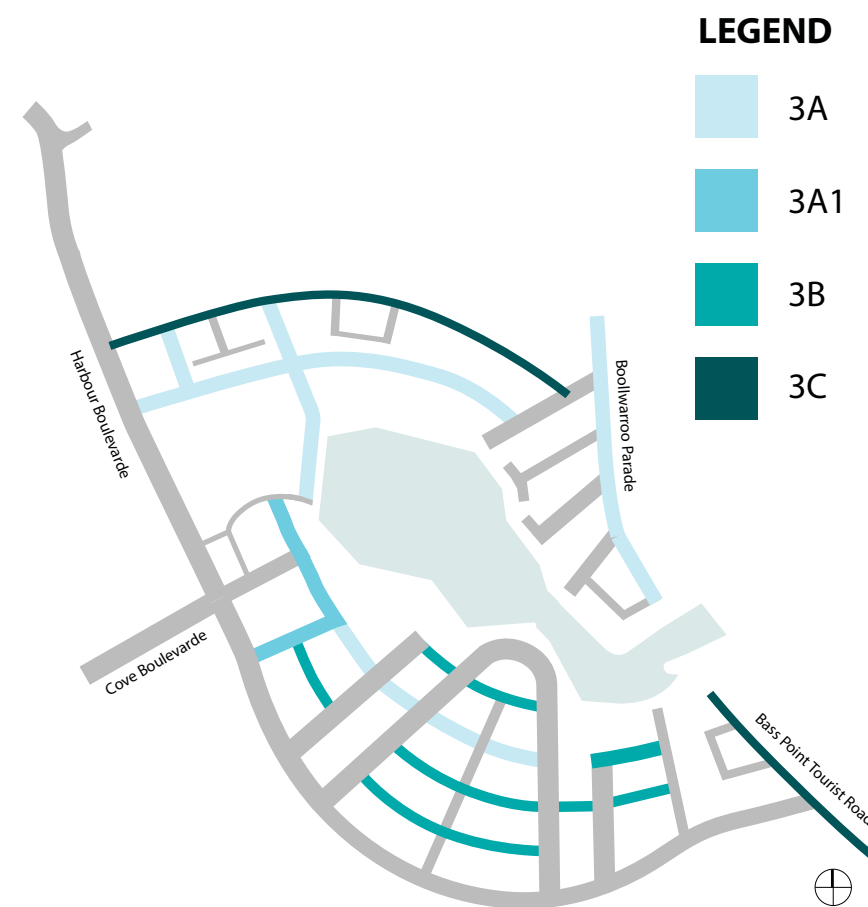 LEGEND
3A
3A1
3B
3C
Harbour Boulevarde
Boollwarroo Parade
Cove Boulevarde
Bass Point Tourist Road